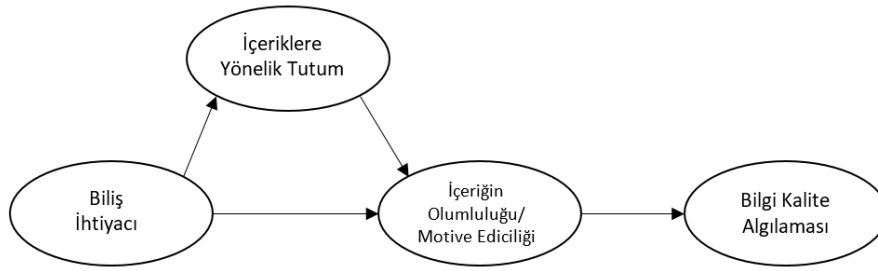 İçeriklere
Yönelik Tutum
Biliş
İhtiyacı
İçeriğin
Olumluluğu/
Motive Ediciliği
Bilgi Kalite
Algılaması